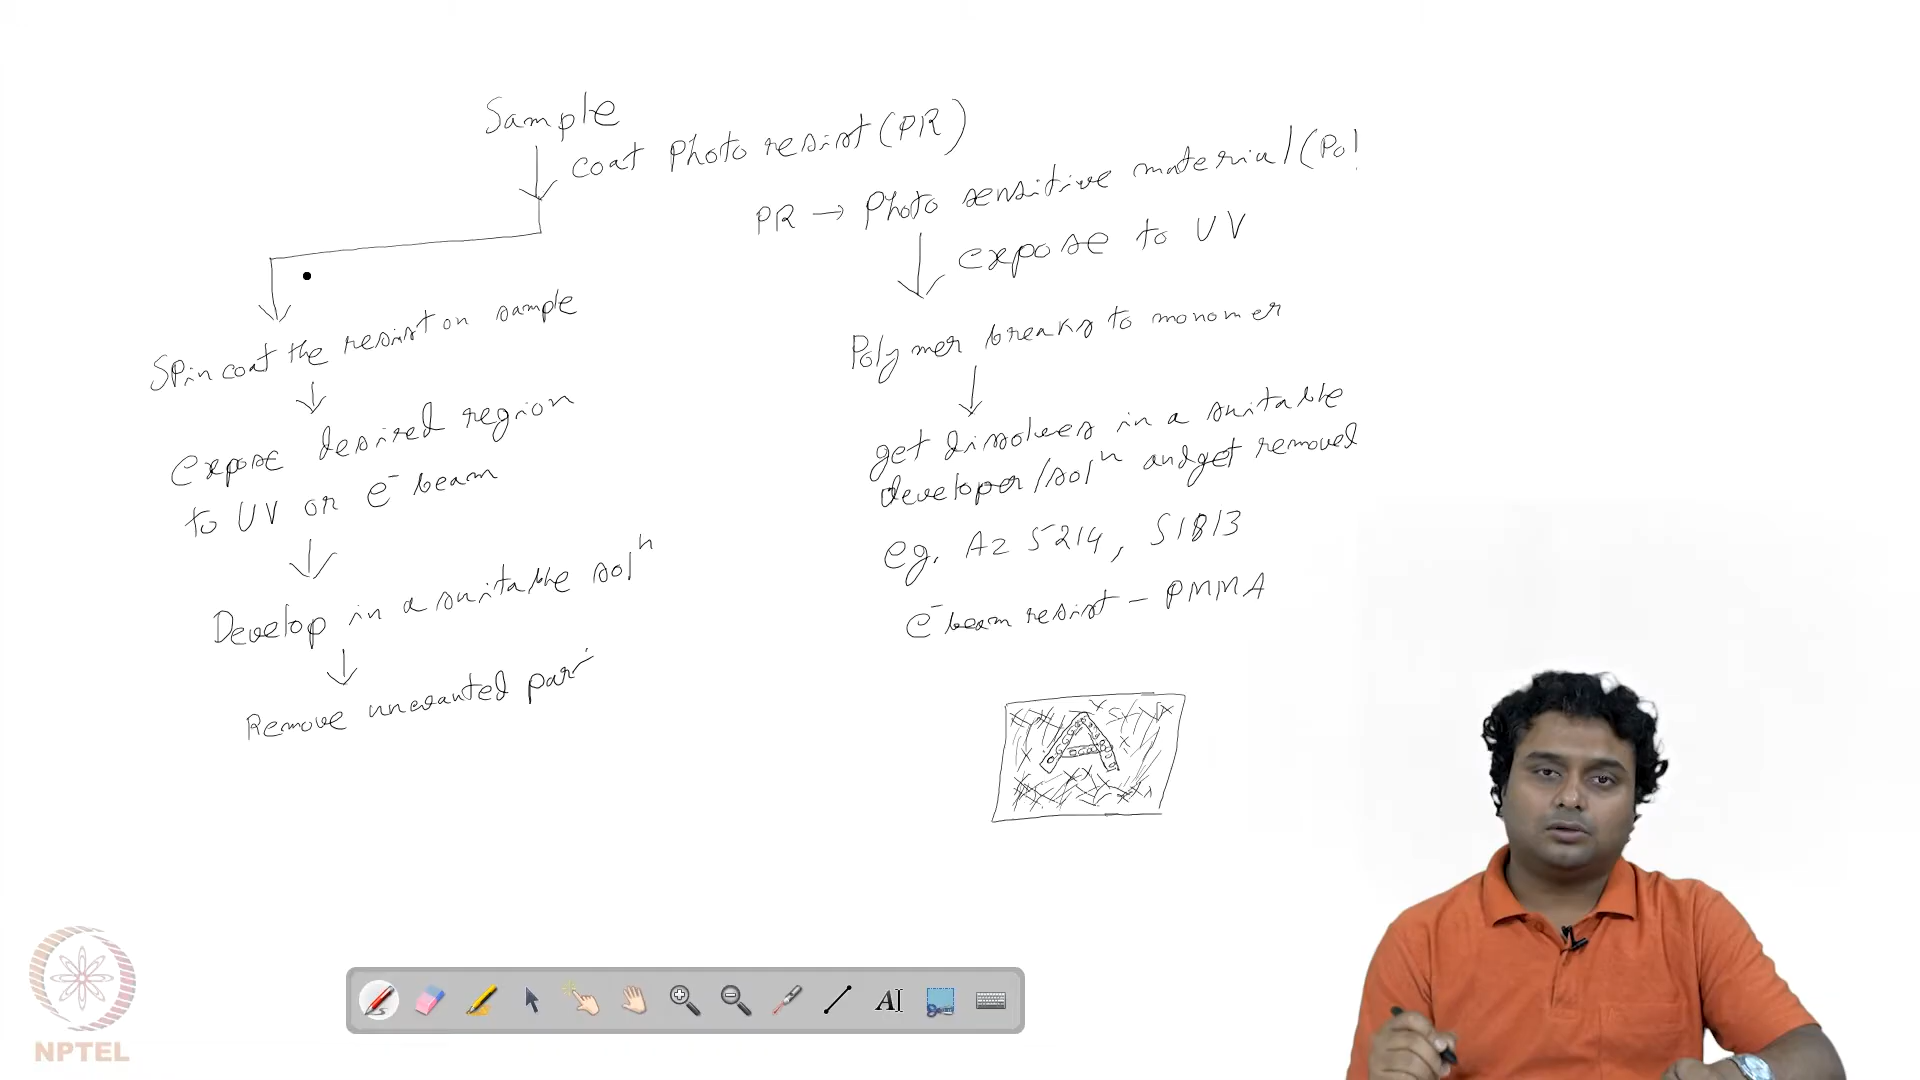 Sample
coat Photo resist (PR)
PR → Photo sensitive material (Pol
expose to UV
Spin coat the resist on sample
Polymer breaks to monomer
expose desired region
to UV or e⁻ beam
get dissolves in a suitable
developer/solⁿ and get removed
eg. AZ 5214, S1813
Develop in a suitable solⁿ
e⁻ beam resist - PMMA
Remove unwanted par
A
AI
NPTEL